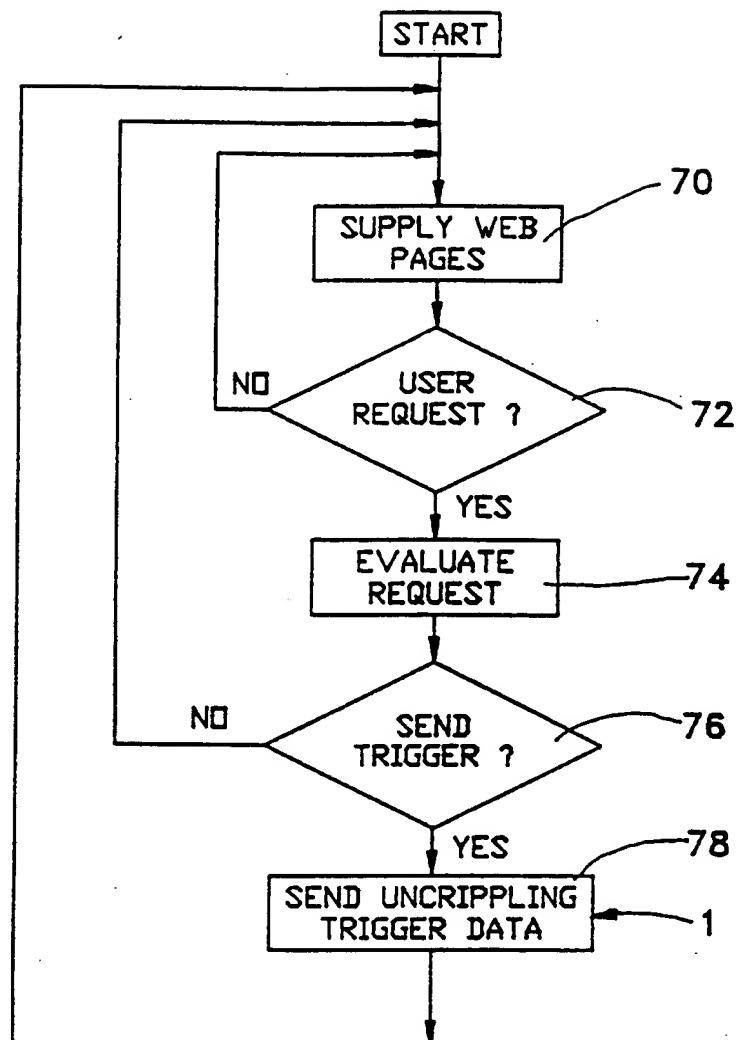 START
70
SUPPLY WEB
PAGES
NO
USER
REQUEST ?
72
YES
EVALUATE
REQUEST
74
NO
SEND
TRIGGER ?
76
YES
78
SEND UNCRIPPLING
TRIGGER DATA
1